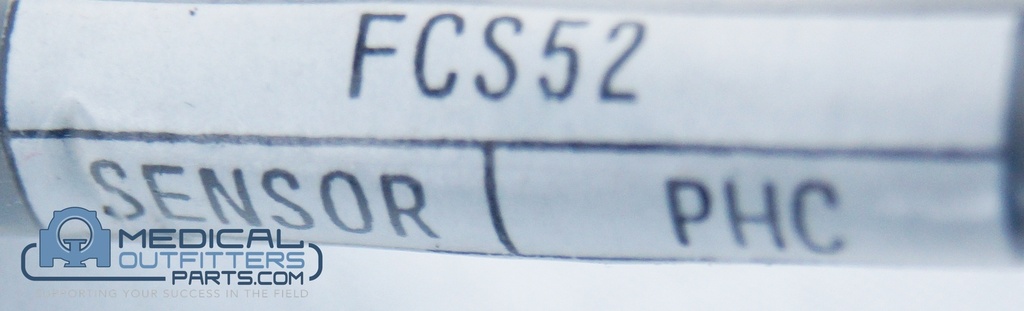 FCS52
SENSOR PHC
MEDICAL
OUTFITTERS
PARTS.COM
SUPPORTING YOUR SUCCESS IN THE FIELD